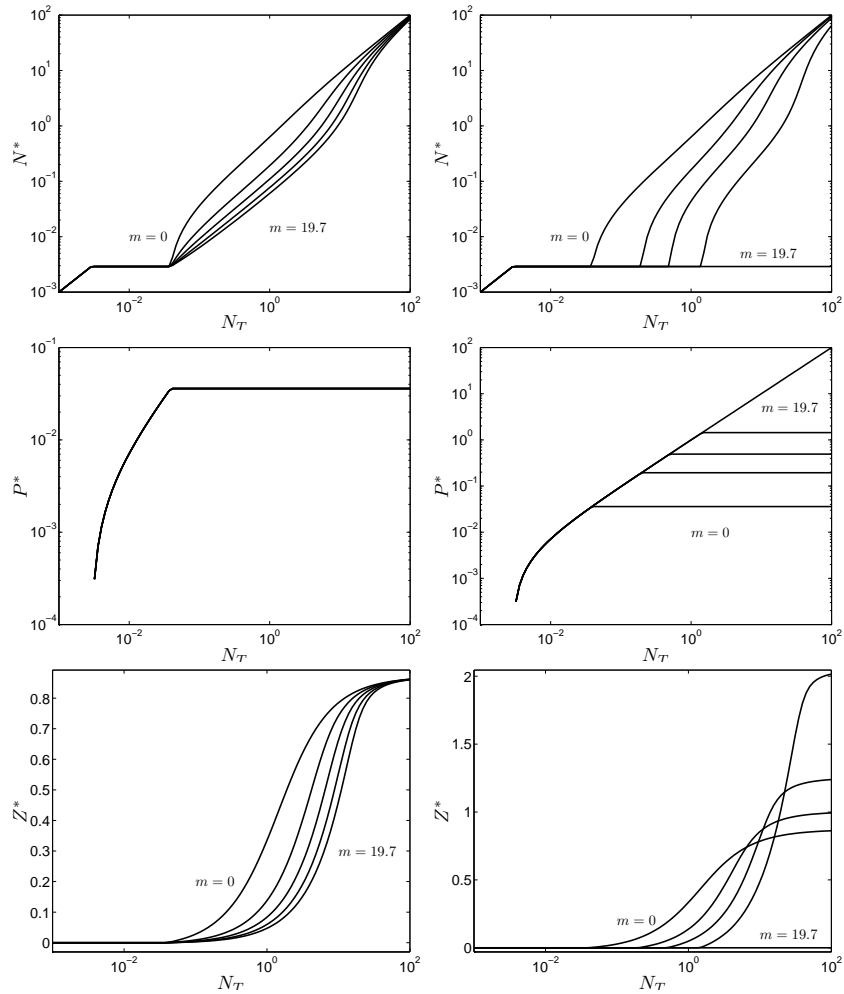 10^2
10^1
10^0
10^-1
10^-2
10^-3
N*
m = 0
m = 19.7
10^-2
10^0
10^2
N_T
10^2
10^1
10^0
10^-1
10^-2
10^-3
N*
m = 0
m = 19.7
10^-2
10^0
10^2
N_T
10^-1
10^-2
10^-3
10^-4
P*
10^-2
10^0
10^2
N_T
10^2
10^1
10^0
10^-1
10^-2
10^-3
10^-4
P*
m = 19.7
m = 0
10^-2
10^0
10^2
N_T
0.8
0.7
0.6
0.5
0.4
0.3
0.2
0.1
0
Z*
m = 0
m = 19.7
10^-2
10^0
10^2
N_T
2
1.5
1
0.5
0
Z*
m = 0
m = 19.7
10^-2
10^0
10^2
N_T